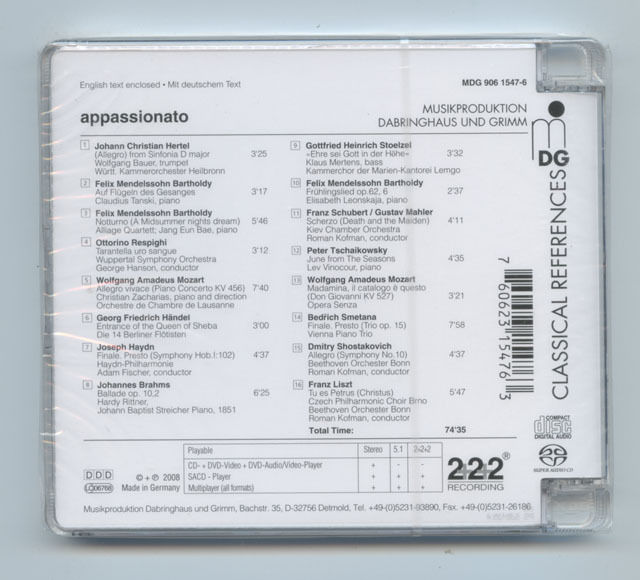 English text enclosed • Mit deutschem Text
MDG 906 1547-6
appassionato
MUSIKPRODUKTION
DABRINGHAUS UND GRIMM
1 Johann Christian Hertel
(Allegro) from Sinfonia D major 3'25
Wolfgang Bauer, trumpet
Württ. Kammerorchester Heilbronn
2 Felix Mendelssohn Bartholdy
Auf Flügeln des Gesanges 3'17
Claudius Tanski, piano
3 Felix Mendelssohn Bartholdy
Notturno (A Midsummer nights dream) 5'46
Alliage Quartett; Jang Eun Bae, piano
4 Ottorino Respighi
Tarantella uro sangue 3'12
Wuppertal Symphony Orchestra
George Hanson, conductor
5 Wolfgang Amadeus Mozart
Allegro vivace (Piano Concerto KV 456) 7'40
Christian Zacharias, piano and direction
Orchestre de Chambre de Lausanne
6 Georg Friedrich Händel
Entrance of the Queen of Sheba 3'00
Die 14 Berliner Flötisten
7 Joseph Haydn
Finale. Presto (Symphony Hob.I:102) 4'37
Haydn-Philharmonie
Adam Fischer, conductor
8 Johannes Brahms
Ballade op. 10,2 6'25
Hardy Rittner,
Johann Baptist Streicher Piano, 1851
9 Gottfried Heinrich Stoelzel
«Ehre sei Gott in der Höhe» 3'32
Klaus Mertens, bass
Kammerchor der Marien-Kantorei Lemgo
10 Felix Mendelssohn Bartholdy
Frühlingslied op.62, 6 2'37
Elisabeth Leonskaja, piano
11 Franz Schubert / Gustav Mahler
Scherzo (Death and the Maiden) 4'11
Kiev Chamber Orchestra
Roman Kofman, conductor
12 Peter Tschaikowsky
June from The Seasons 4'35
Lev Vinocour, piano
13 Wolfgang Amadeus Mozart
Madamina, il catalogo è questo
(Don Giovanni KV 527) 3'21
Opera Senza
14 Bedrich Smetana
Finale. Presto (Trio op. 15) 7'58
Vienna Piano Trio
15 Dmitry Shostakovich
Allegro (Symphony No.10) 4'37
Beethoven Orchester Bonn
Roman Kofman, conductor
16 Franz Liszt
Tu es Petrus (Christus) 5'47
Czech Philharmonic Choir Brno
Beethoven Orchester Bonn
Roman Kofman, conductor
Total Time: 74'35
m
DG
CLASSICAL REFERENCES
7 60623 15476 3
COMPACT
disc
DIGITAL AUDIO
SUPER AUDIO CD
Playable Stereo 5.1 2+2+2
CD- + DVD-Video + DVD-Audio/Video-Player + - -
SACD - Player + + +
Multiplayer (all formats) + + +
2+2+2®
RECORDING
DDD
LC06768
© + ℗ 2008
Made in Germany
Musikproduktion Dabringhaus und Grimm, Bachstr. 35, D-32756 Detmold, Tel. +49-(0)5231-93890, Fax. +49-(0)5231-26186